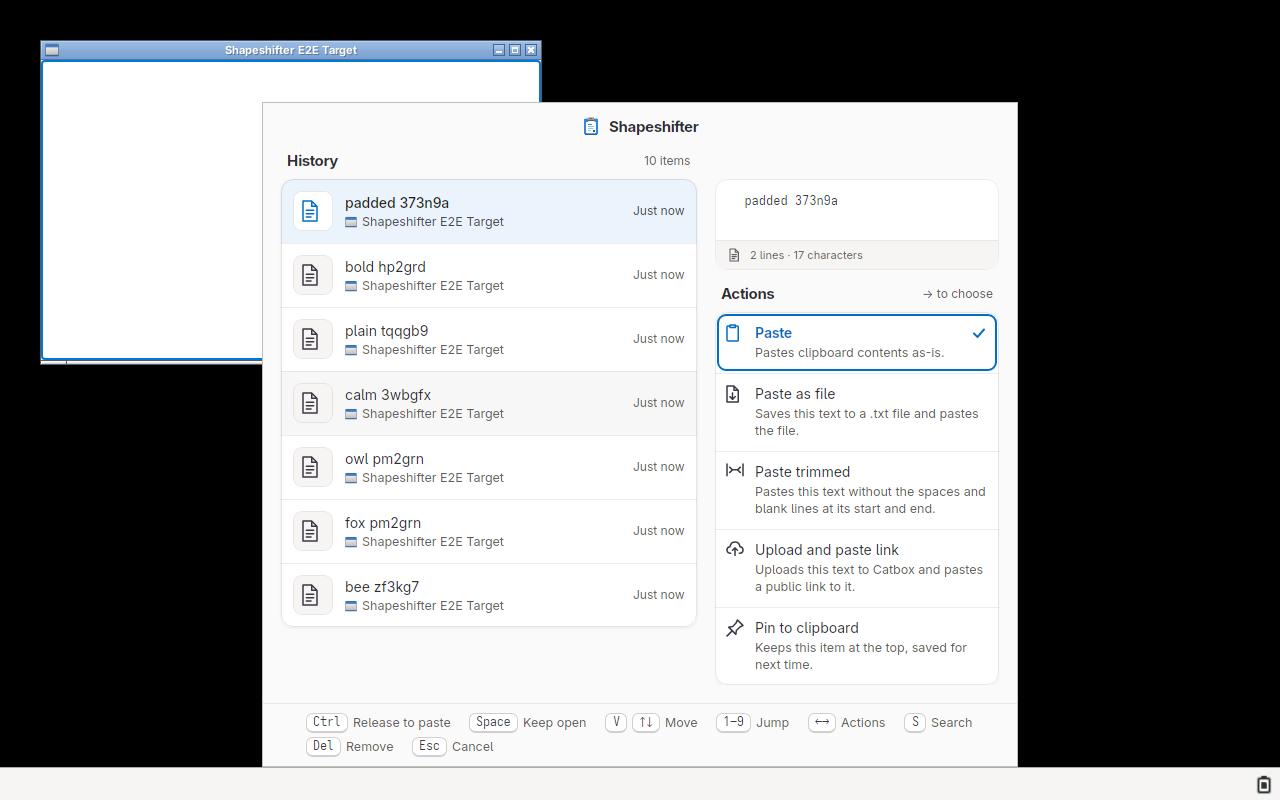 Shapeshifter E2E Target
Shapeshifter
History
10 items
padded 373n9a
Shapeshifter E2E Target
Just now
bold hp2grd
Shapeshifter E2E Target
Just now
plain tqqgb9
Shapeshifter E2E Target
Just now
calm 3wbgfx
Shapeshifter E2E Target
Just now
owl pm2grn
Shapeshifter E2E Target
Just now
fox pm2grn
Shapeshifter E2E Target
Just now
bee zf3kg7
Shapeshifter E2E Target
Just now
padded 373n9a
2 lines · 17 characters
Actions
→ to choose
Paste
Pastes clipboard contents as-is.
Paste as file
Saves this text to a .txt file and pastes
the file.
Paste trimmed
Pastes this text without the spaces and
blank lines at its start and end.
Upload and paste link
Uploads this text to Catbox and pastes
a public link to it.
Pin to clipboard
Keeps this item at the top, saved for
next time.
Ctrl Release to paste Space Keep open V ↑↓ Move 1–9 Jump ↔ Actions S Search
Del Remove Esc Cancel